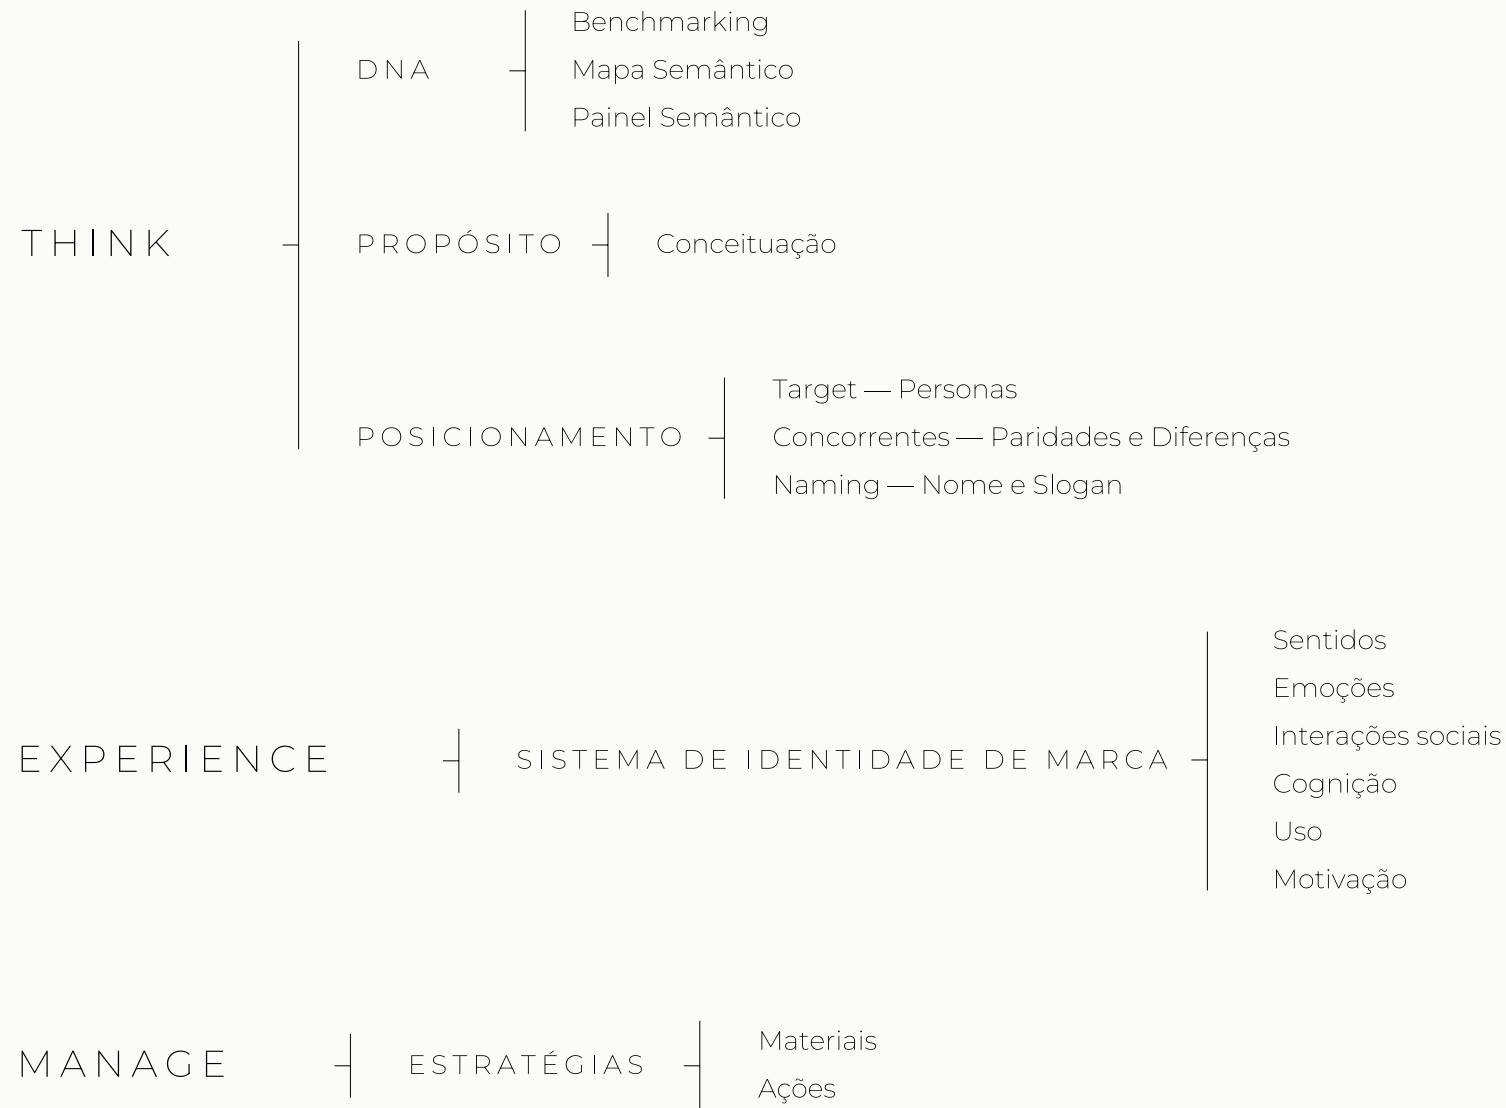 THINK
DNA
Benchmarking
Mapa Semântico
Painel Semântico
PROPÓSITO
Conceituação
POSICIONAMENTO
Target — Personas
Concorrentes — Paridades e Diferenças
Naming — Nome e Slogan
EXPERIENCE
SISTEMA DE IDENTIDADE DE MARCA
Sentidos
Emoções
Interações sociais
Cognição
Uso
Motivação
MANAGE
ESTRATÉGIAS
Materiais
Ações